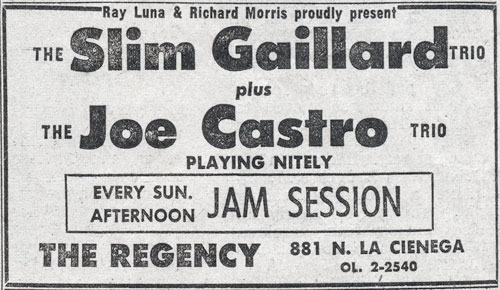 Ray Luna & Richard Morris proudly present
THE Slim Gaillard TRIO
plus
THE Joe Castro TRIO
PLAYING NITELY
EVERY SUN.
AFTERNOON JAM SESSION
THE REGENCY 881 N. LA CIENEGA
OL. 2-2540